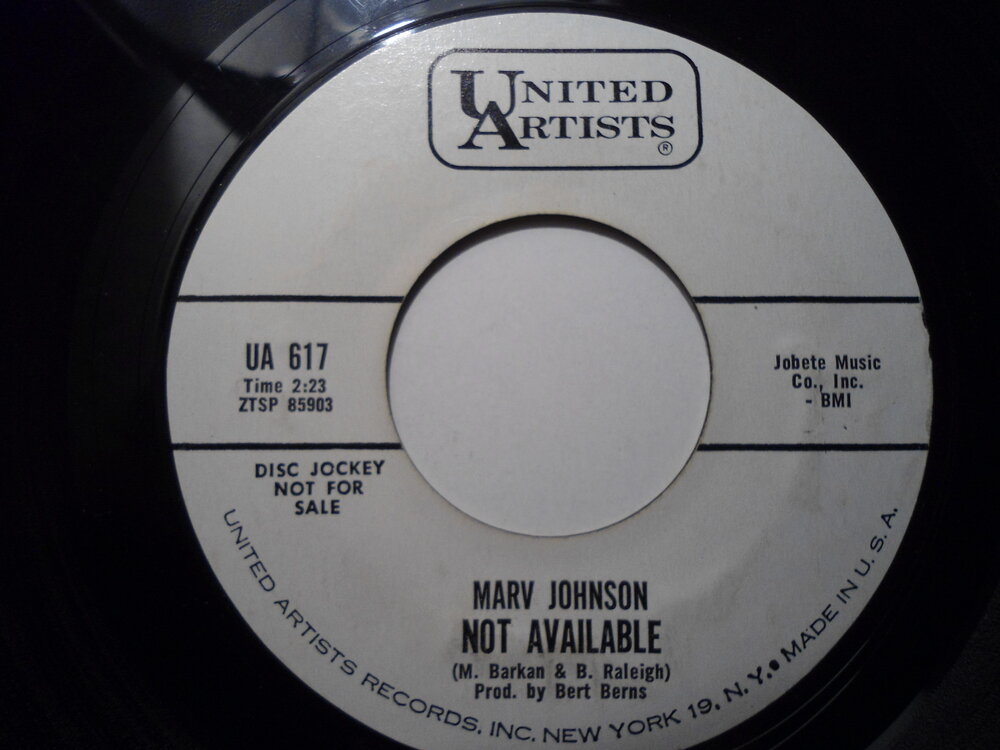 UNITED
ARTISTS
®
UA 617
Time 2:23
ZTSP 85903
Jobete Music
Co., Inc.
- BMI
DISC JOCKEY
NOT FOR
SALE
MARV JOHNSON
NOT AVAILABLE
(M. Barkan & B. Raleigh)
Prod. by Bert Berns
UNITED ARTISTS RECORDS, INC. NEW YORK 19, N. Y. • MADE IN U. S. A.